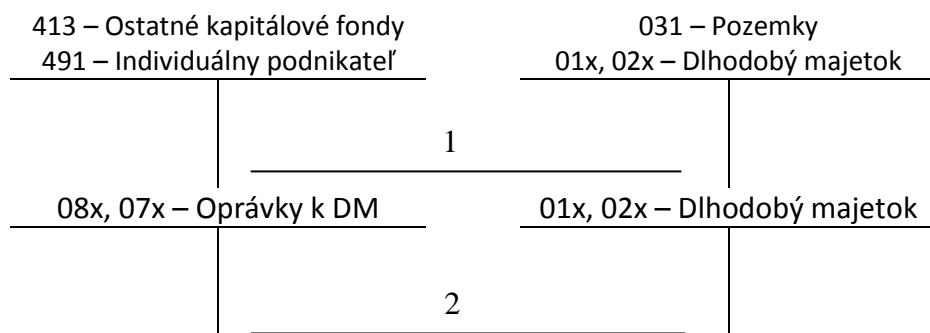 413 – Ostatné kapitálové fondy
491 – Individuálny podnikateľ
031 – Pozemky
01x, 02x – Dlhodobý majetok
1
08x, 07x – Oprávky k DM
01x, 02x – Dlhodobý majetok
2